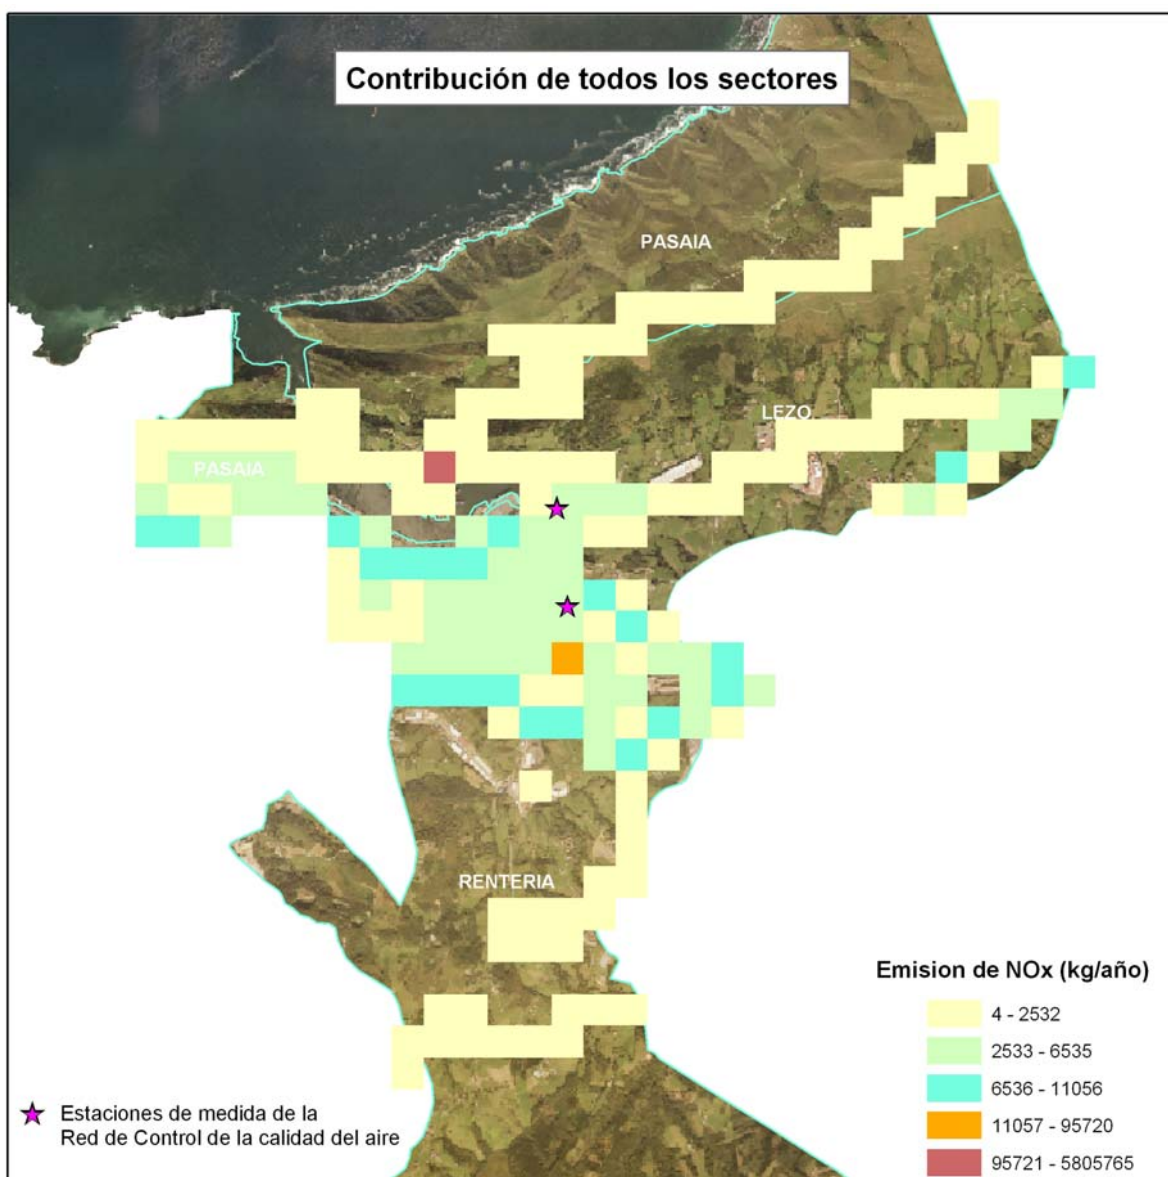 Contribución de todos los sectores
PASAIA
LEZO
PASAIA
RENTERIA
Emision de NOx (kg/año)
4 - 2532
2533 - 6535
6536 - 11056
11057 - 95720
95721 - 5805765
Estaciones de medida de la
Red de Control de la calidad del aire